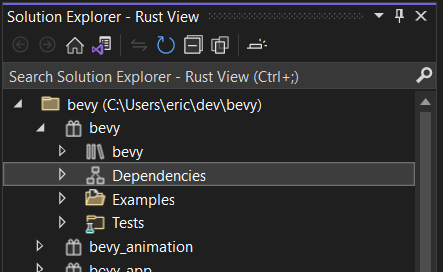 Solution Explorer - Rust View
Search Solution Explorer - Rust View (Ctrl+;)
bevy (C:\Users\eric\dev\bevy)
bevy
bevy
Dependencies
Examples
Tests
bevy_animation
bevy_app